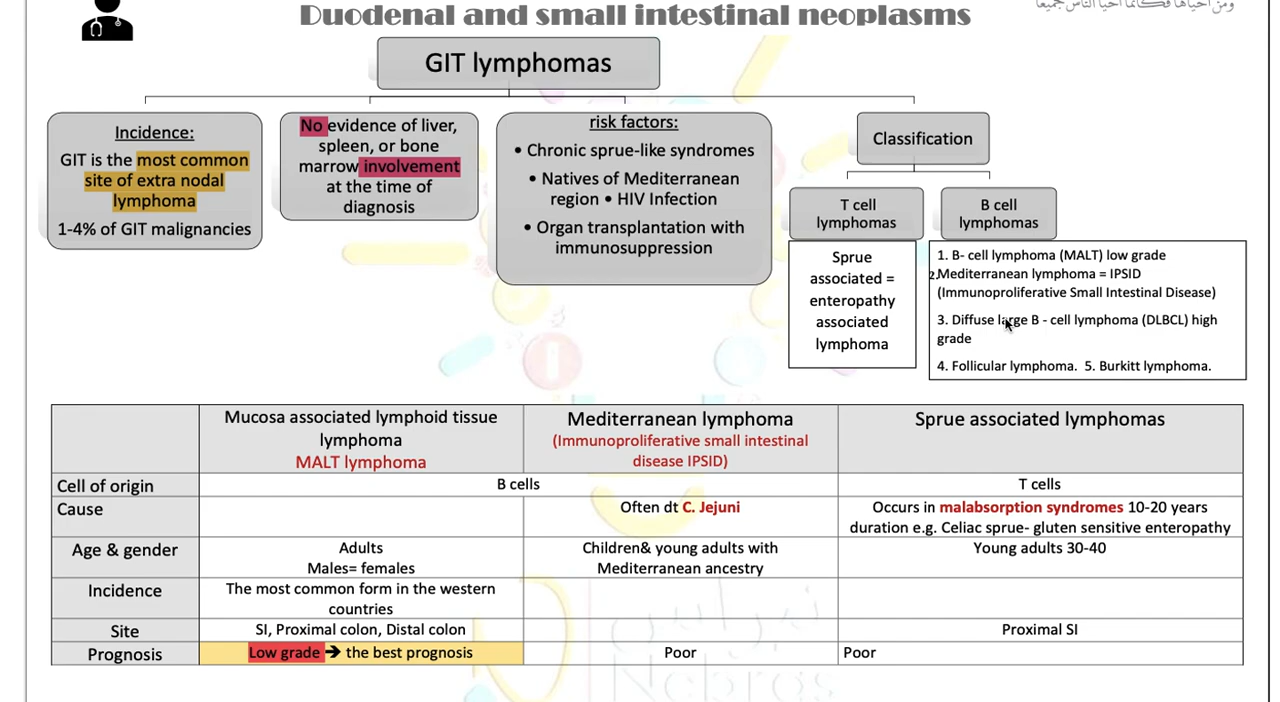 Duodenal and small intestinal neoplasms
ومن أحياها فكأنما أحيا الناس جميعا
GIT lymphomas
Incidence:
GIT is the most common
site of extra nodal
lymphoma
1-4% of GIT malignancies
No evidence of liver,
spleen, or bone
marrow involvement
at the time of
diagnosis
risk factors:
• Chronic sprue-like syndromes
• Natives of Mediterranean
region • HIV Infection
• Organ transplantation with
immunosuppression
Classification
T cell
lymphomas
B cell
lymphomas
Sprue
associated =
enteropathy
associated
lymphoma
1. B- cell lymphoma (MALT) low grade
2. Mediterranean lymphoma = IPSID
(Immunoproliferative Small Intestinal Disease)
3. Diffuse large B - cell lymphoma (DLBCL) high
grade
4. Follicular lymphoma. 5. Burkitt lymphoma.
Mucosa associated lymphoid tissue
lymphoma
MALT lymphoma
Mediterranean lymphoma
(Immunoproliferative small intestinal
disease IPSID)
Sprue associated lymphomas
Cell of origin
B cells
T cells
Cause
Often dt C. Jejuni
Occurs in malabsorption syndromes 10-20 years
duration e.g. Celiac sprue- gluten sensitive enteropathy
Age & gender
Adults
Males= females
Children& young adults with
Mediterranean ancestry
Young adults 30-40
Incidence
The most common form in the western
countries
Site
SI, Proximal colon, Distal colon
Proximal SI
Prognosis
Low grade ➔ the best prognosis
Poor
Poor
نبراس
Nebras